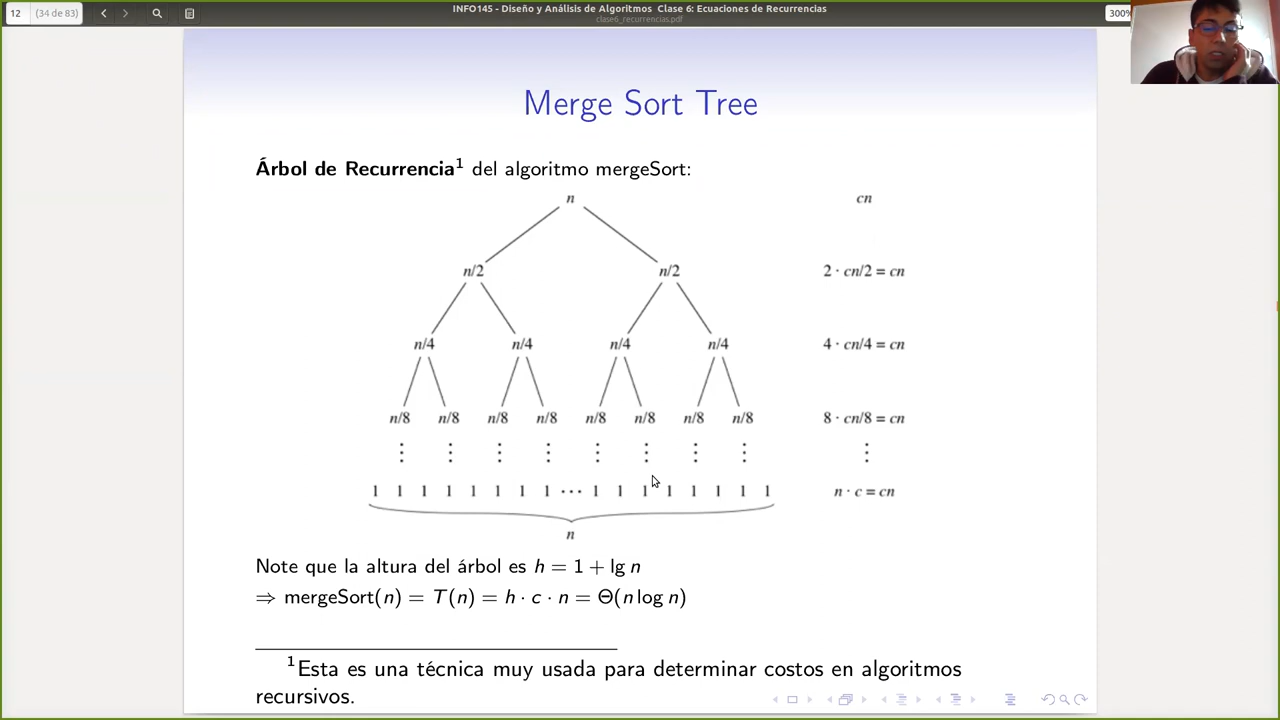 12 (34 de 83) INFO145 - Diseño y Análisis de Algoritmos Clase 6: Ecuaciones de Recurrencias 300%
clase6_recurrencias.pdf
Merge Sort Tree
Árbol de Recurrencia¹ del algoritmo mergeSort:
n cn
n/2 n/2 2 · cn/2 = cn
n/4 n/4 n/4 n/4 4 · cn/4 = cn
n/8 n/8 n/8 n/8 n/8 n/8 n/8 n/8 8 · cn/8 = cn
⋮ ⋮ ⋮ ⋮ ⋮ ⋮ ⋮ ⋮ ⋮
1 1 1 1 1 1 1 1 ⋯ 1 1 1 1 1 1 1 1 n · c = cn
n
Note que la altura del árbol es h = 1 + lg n
⇒ mergeSort(n) = T(n) = h · c · n = Θ(n log n)
¹Esta es una técnica muy usada para determinar costos en algoritmos
recursivos.